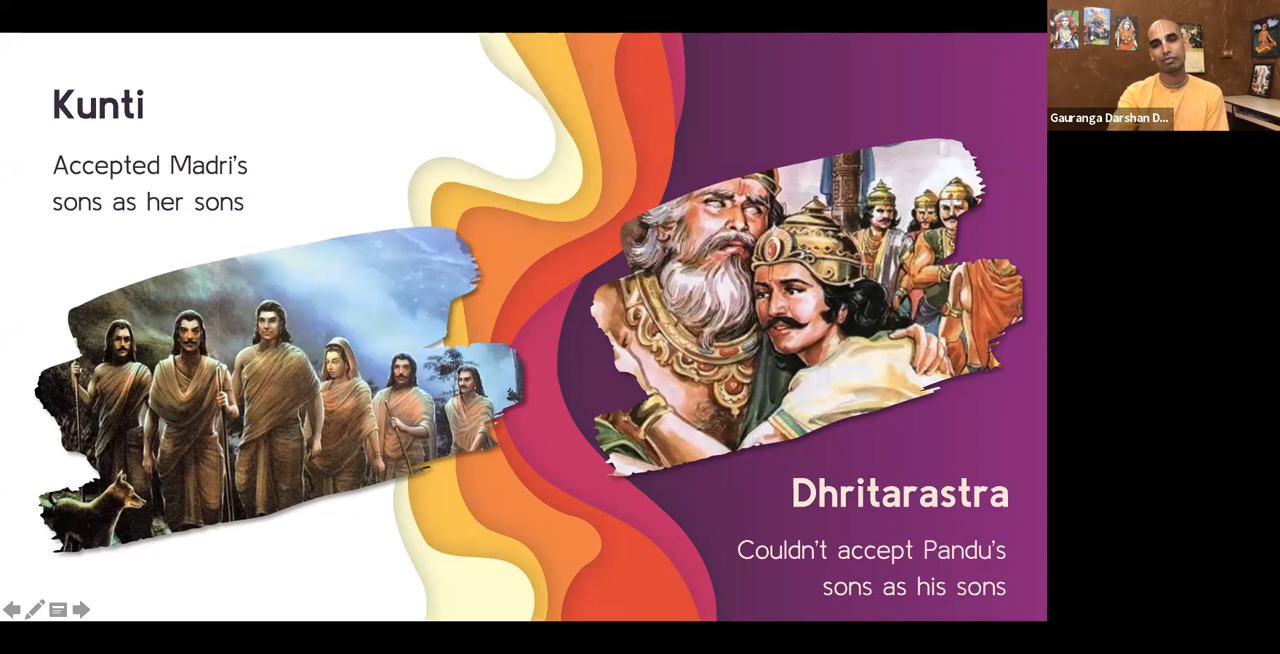 Kunti
Accepted Madri's
sons as her sons
Dhritarastra
Couldn't accept Pandu's
sons as his sons
Gauranga Darshan D...